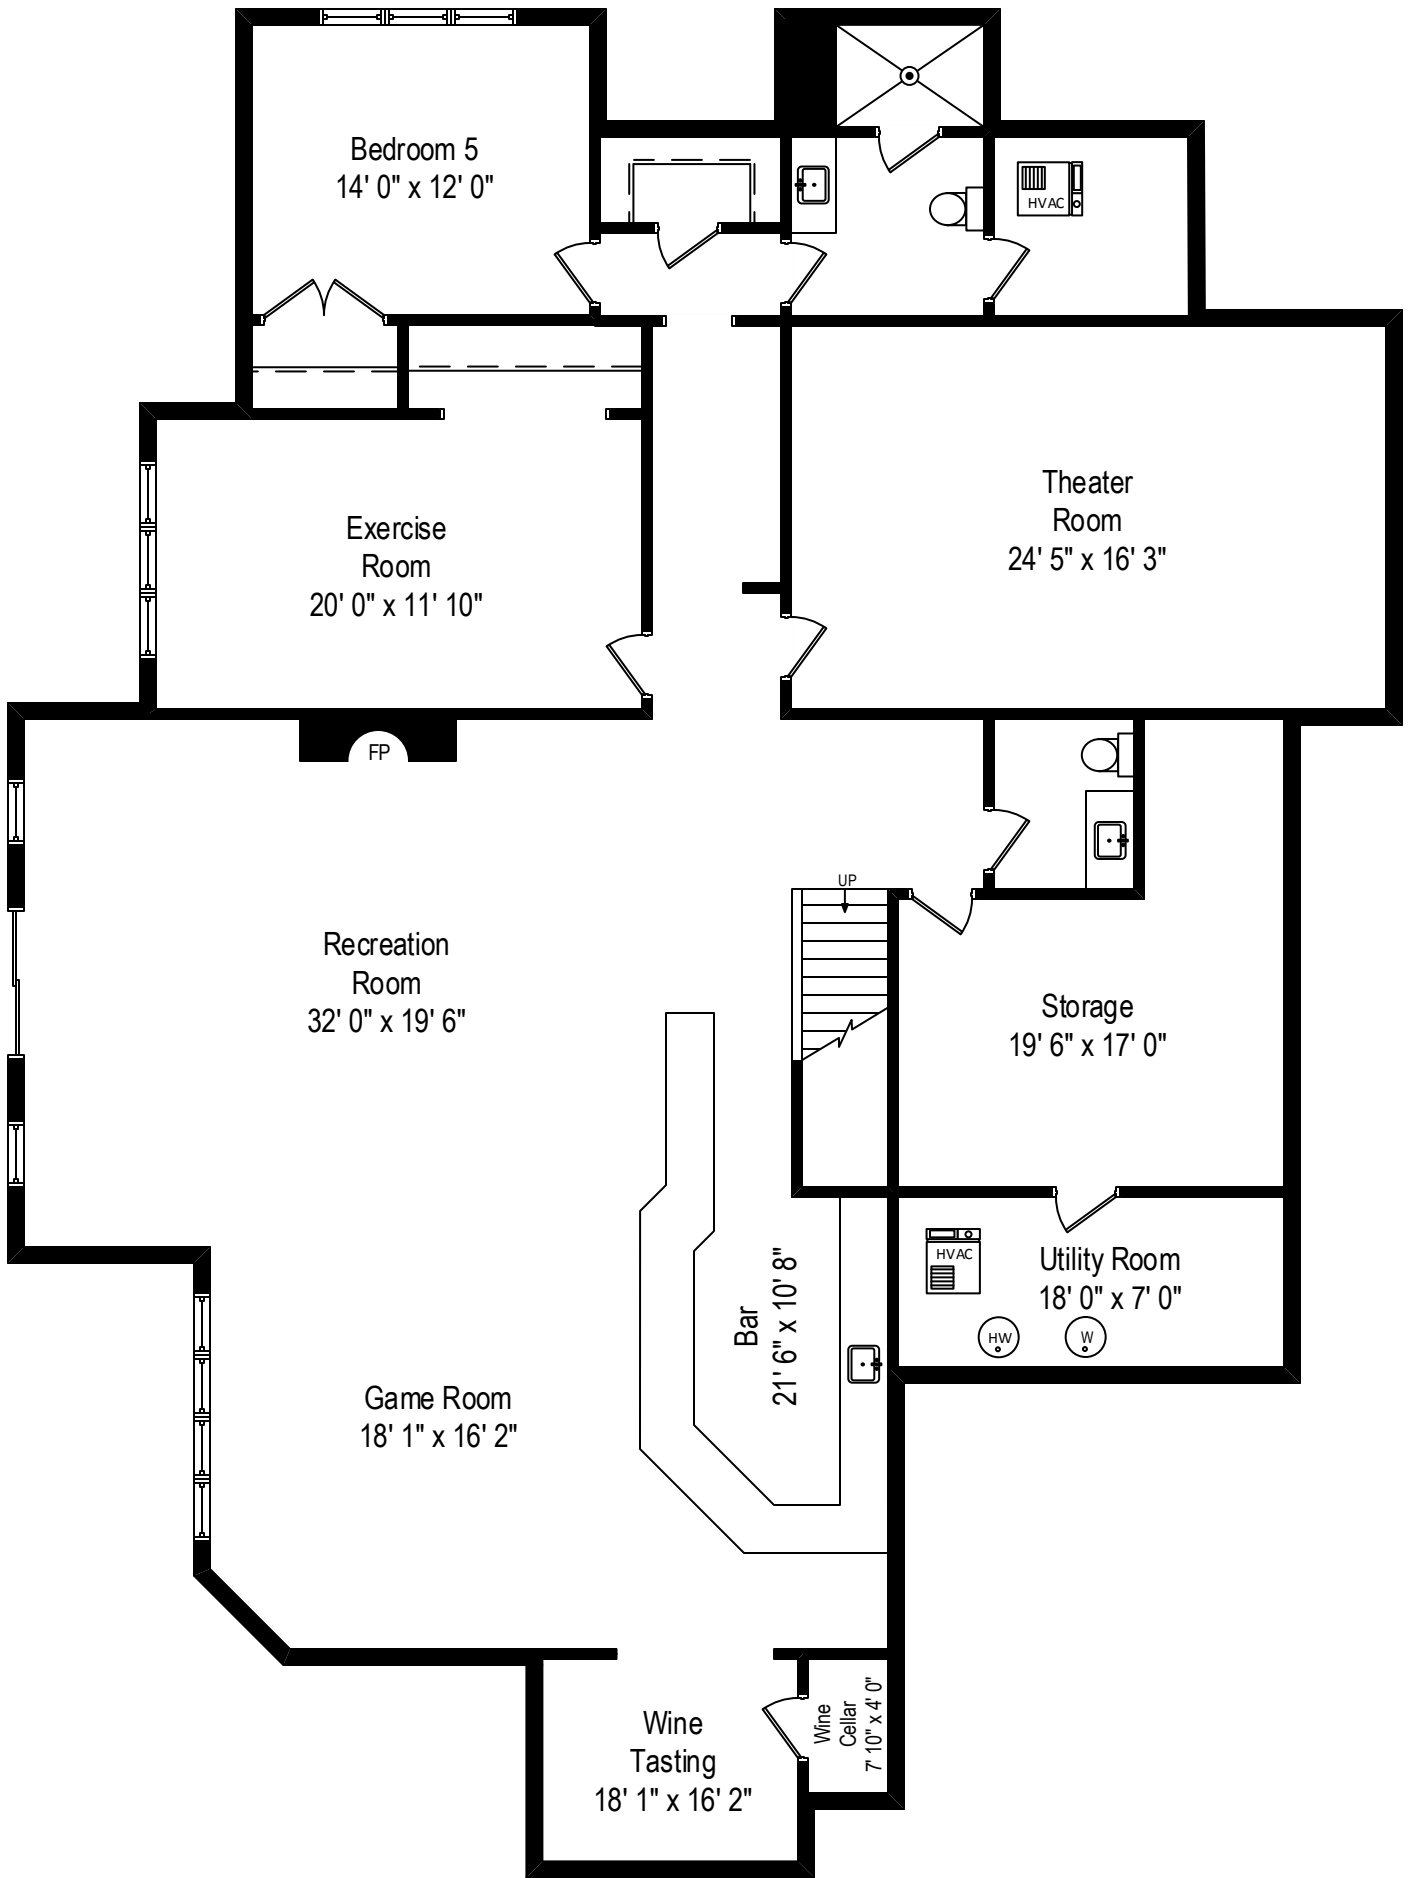 Bedroom 5
14' 0" x 12' 0"
HVAC
Theater
Room
24' 5" x 16' 3"
Exercise
Room
20' 0" x 11' 10"
FP
UP
Recreation
Room
32' 0" x 19' 6"
Storage
19' 6" x 17' 0"
HVAC
Utility Room
18' 0" x 7' 0"
HW
W
Bar
21' 6" x 10' 8"
Game Room
18' 1" x 16' 2"
Wine
Tasting
18' 1" x 16' 2"
Wine
Cellar
7' 10" x 4' 0"